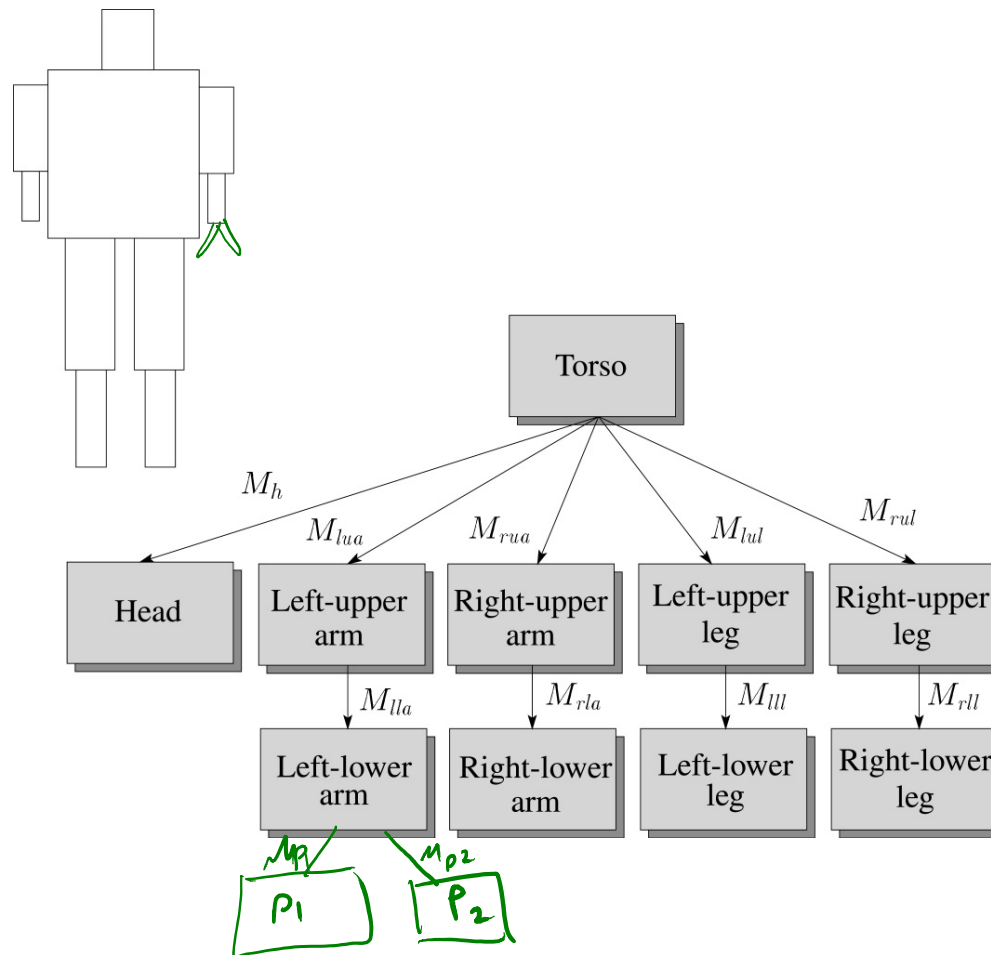 Torso
M_h
M_lua
M_rua
M_lul
M_rul
Head
Left-upper
arm
Right-upper
arm
Left-upper
leg
Right-upper
leg
M_lla
M_rla
M_lll
M_rll
Left-lower
arm
Right-lower
arm
Left-lower
leg
Right-lower
leg
M_p1
M_p2
P1
P2